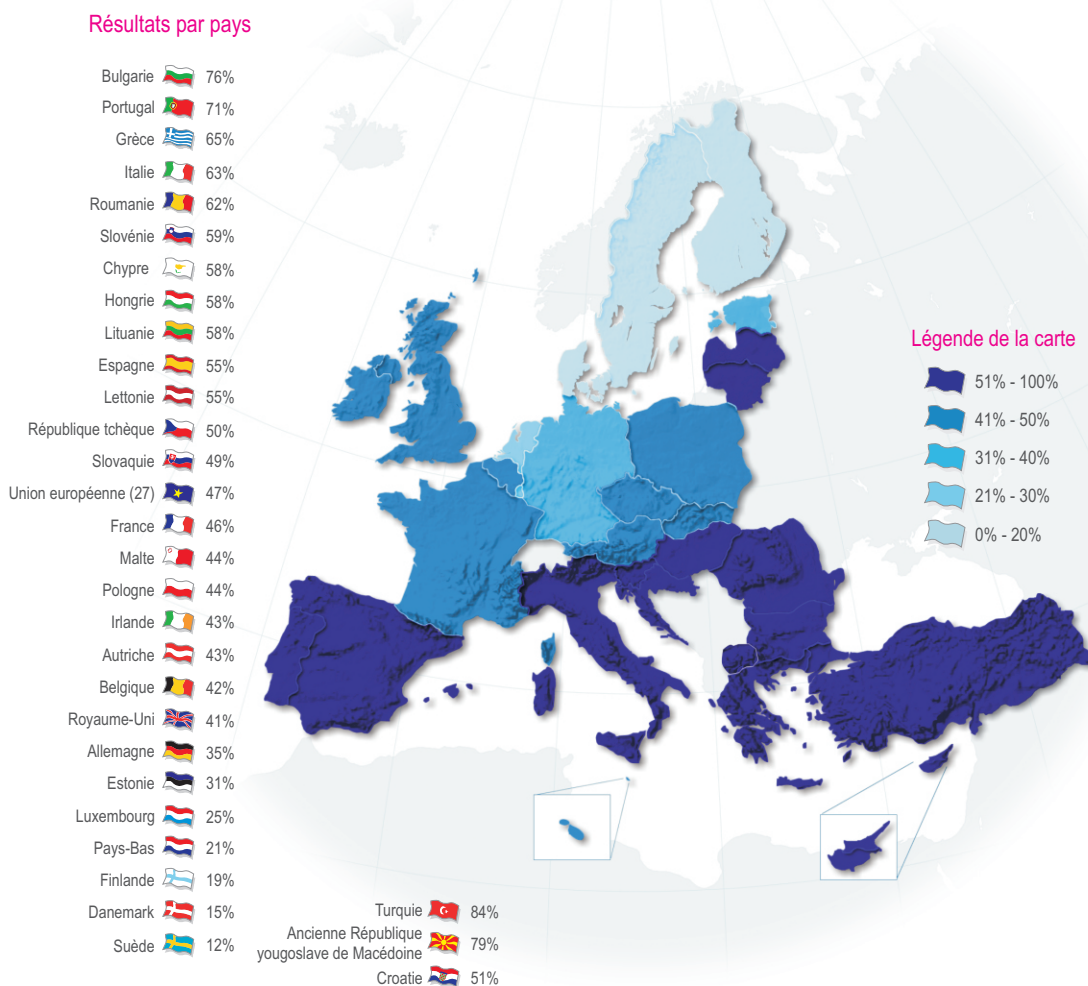 Résultats par pays
Bulgarie 76%
Portugal 71%
Grèce 65%
Italie 63%
Roumanie 62%
Slovénie 59%
Chypre 58%
Hongrie 58%
Lituanie 58%
Espagne 55%
Lettonie 55%
République tchèque 50%
Slovaquie 49%
Union européenne (27) 47%
France 46%
Malte 44%
Pologne 44%
Irlande 43%
Autriche 43%
Belgique 42%
Royaume-Uni 41%
Allemagne 35%
Estonie 31%
Luxembourg 25%
Pays-Bas 21%
Finlande 19%
Danemark 15%
Suède 12%
Turquie 84%
Ancienne République
yougoslave de Macédoine 79%
Croatie 51%
Légende de la carte
51% - 100%
41% - 50%
31% - 40%
21% - 30%
0% - 20%